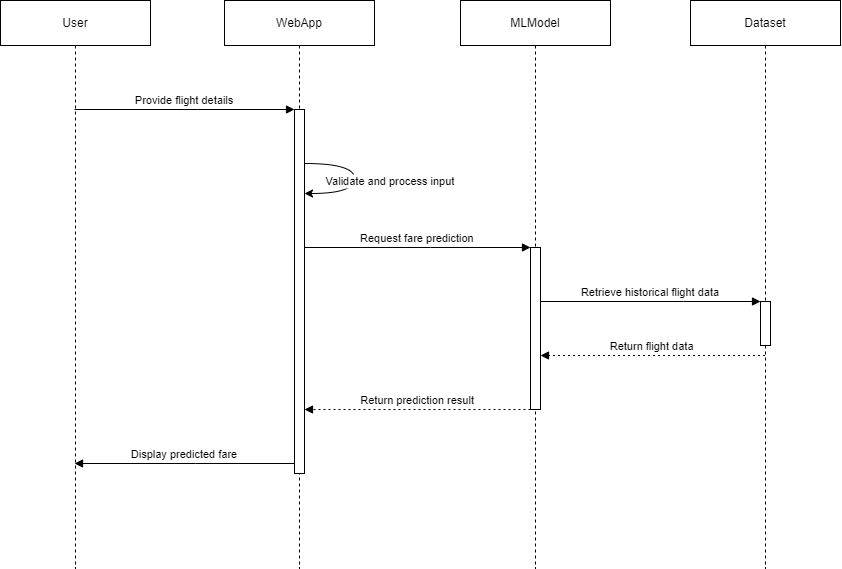 User
WebApp
MLModel
Dataset
Provide flight details
Validate and process input
Request fare prediction
Retrieve historical flight data
Return flight data
Return prediction result
Display predicted fare